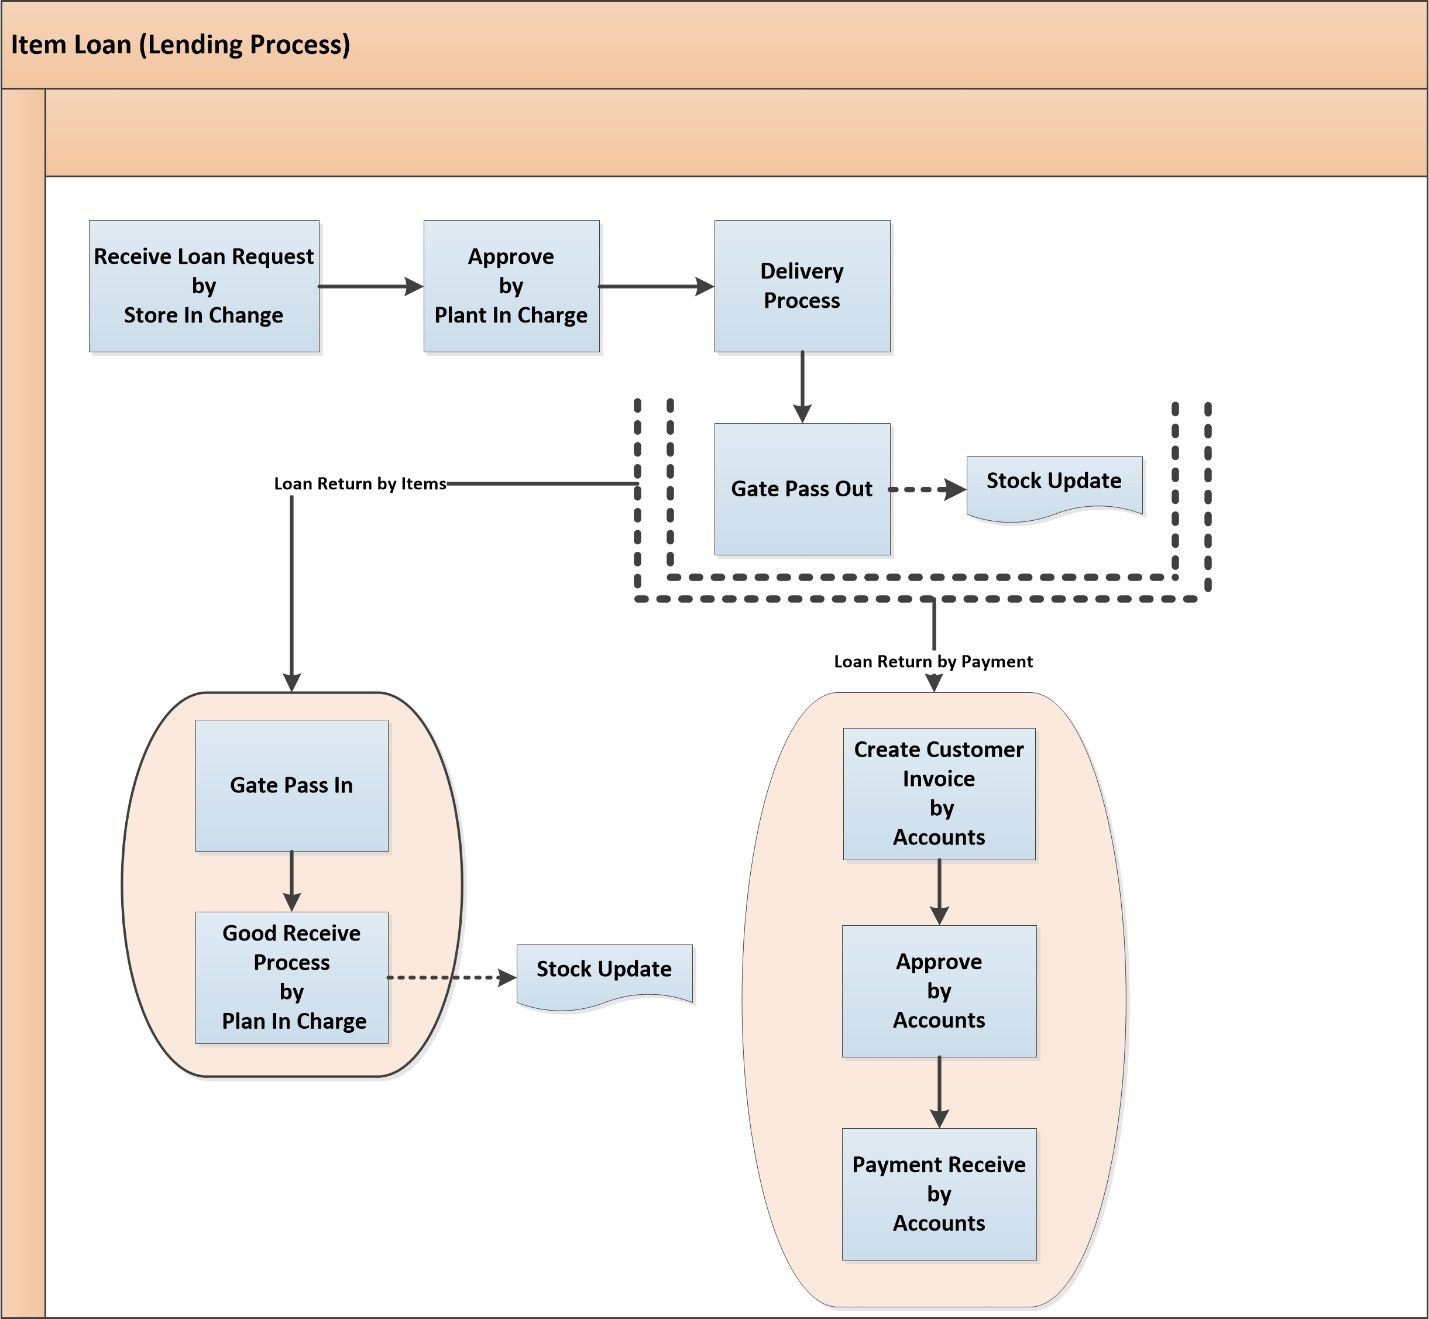 Item Loan (Lending Process)
Receive Loan Request
by
Store In Change
Approve
by
Plant In Charge
Delivery
Process
Gate Pass Out
Stock Update
Loan Return by Items
Loan Return by Payment
Gate Pass In
Good Receive
Process
by
Plan In Charge
Stock Update
Create Customer
Invoice
by
Accounts
Approve
by
Accounts
Payment Receive
by
Accounts